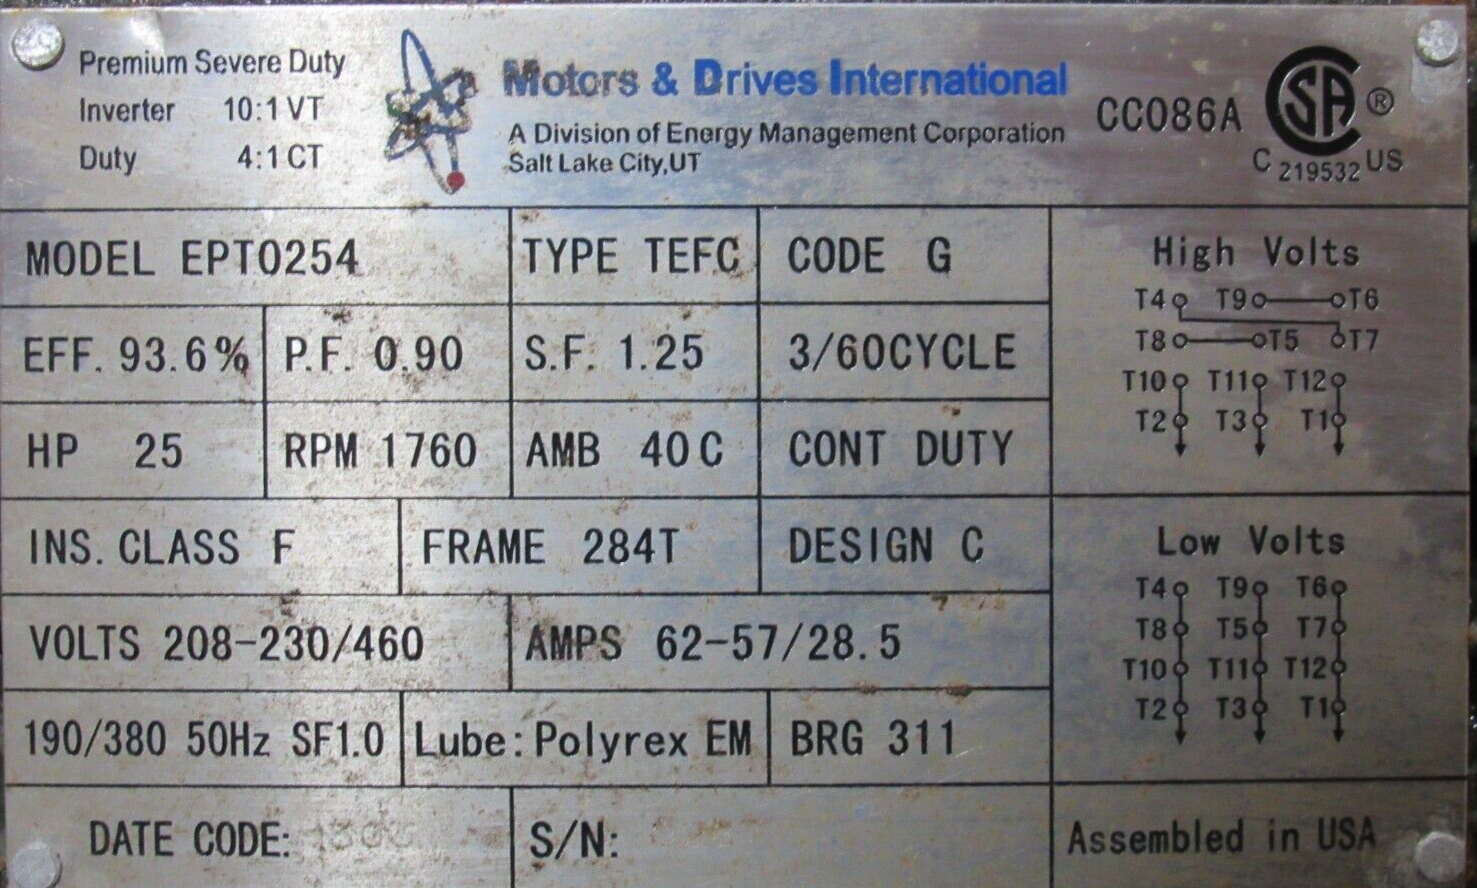 Premium Severe Duty
Inverter 10:1 VT
Duty 4:1 CT
Motors & Drives International
A Division of Energy Management Corporation
Salt Lake City,UT
CC086A
SA ®
C 219532 US
MODEL EPT0254
TYPE TEFC
CODE G
EFF. 93.6%
P.F. 0.90
S.F. 1.25
3/60CYCLE
HP 25
RPM 1760
AMB 40C
CONT DUTY
INS. CLASS F
FRAME 284T
DESIGN C
VOLTS 208-230/460
AMPS 62-57/28.5
190/380 50Hz SF1.0
Lube: Polyrex EM
BRG 311
DATE CODE:
S/N:
High Volts
T4 T9 T6
T8 T5 T7
T10 T11 T12
T2 T3 T1
Low Volts
T4 T9 T6
T8 T5 T7
T10 T11 T12
T2 T3 T1
Assembled in USA